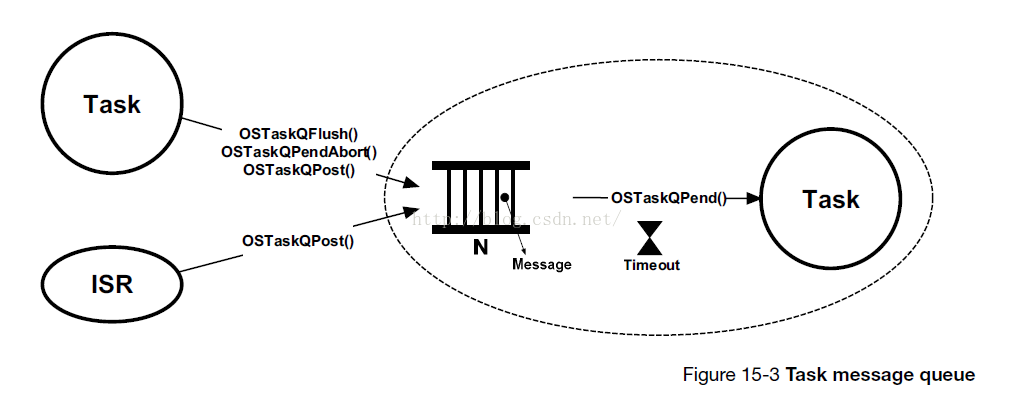 Task
OSTaskQFlush()
OSTaskQPendAbort()
OSTaskQPost()
OSTaskQPend()
Task
http://blog.csdn.net/
OSTaskQPost()
N
Message
Timeout
ISR
Figure 15-3 Task message queue